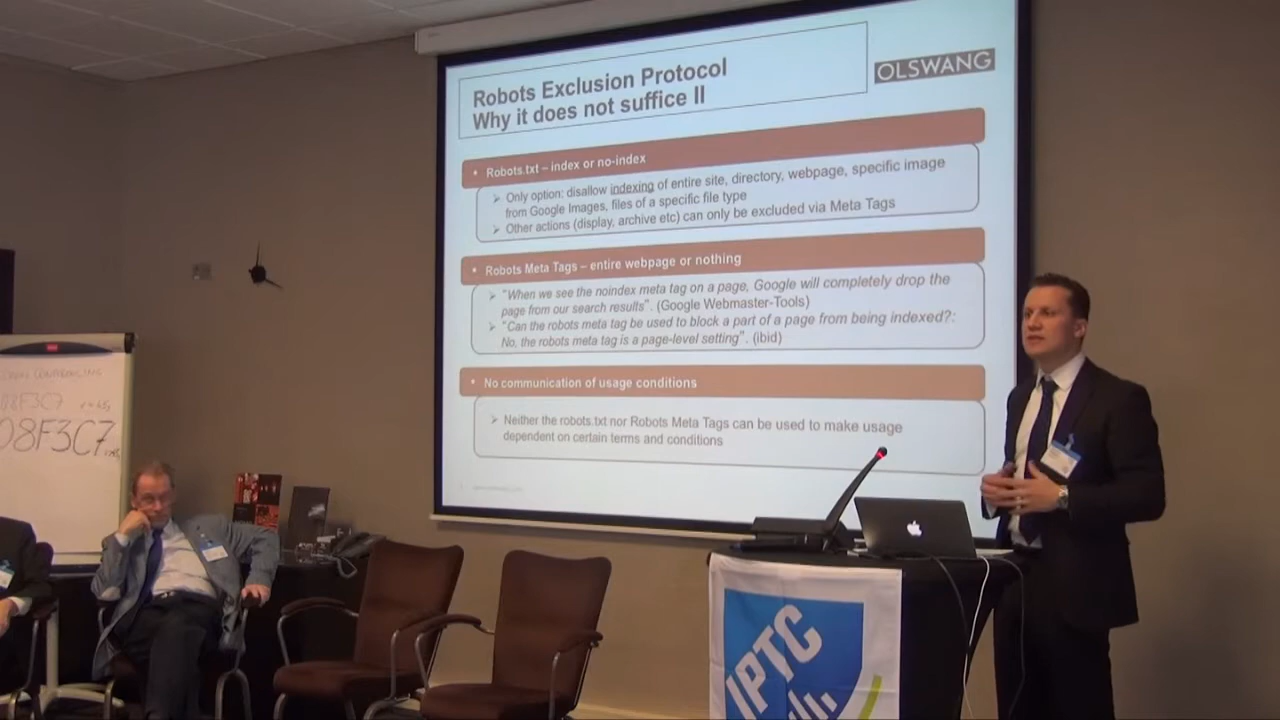 Robots Exclusion Protocol
Why it does not suffice II
OLSWANG
• Robots.txt – index or no-index
➢ Only option: disallow indexing of entire site, directory, webpage, specific image
from Google Images, files of a specific file type
➢ Other actions (display, archive etc) can only be excluded via Meta Tags
• Robots Meta Tags – entire webpage or nothing
➢ "When we see the noindex meta tag on a page, Google will completely drop the
page from our search results". (Google Webmaster-Tools)
➢ "Can the robots meta tag be used to block a part of a page from being indexed?:
No, the robots meta tag is a page-level setting". (ibid)
• No communication of usage conditions
➢ Neither the robots.txt nor Robots Meta Tags can be used to make usage
dependent on certain terms and conditions
08F3C7
08F3C7
IPTC